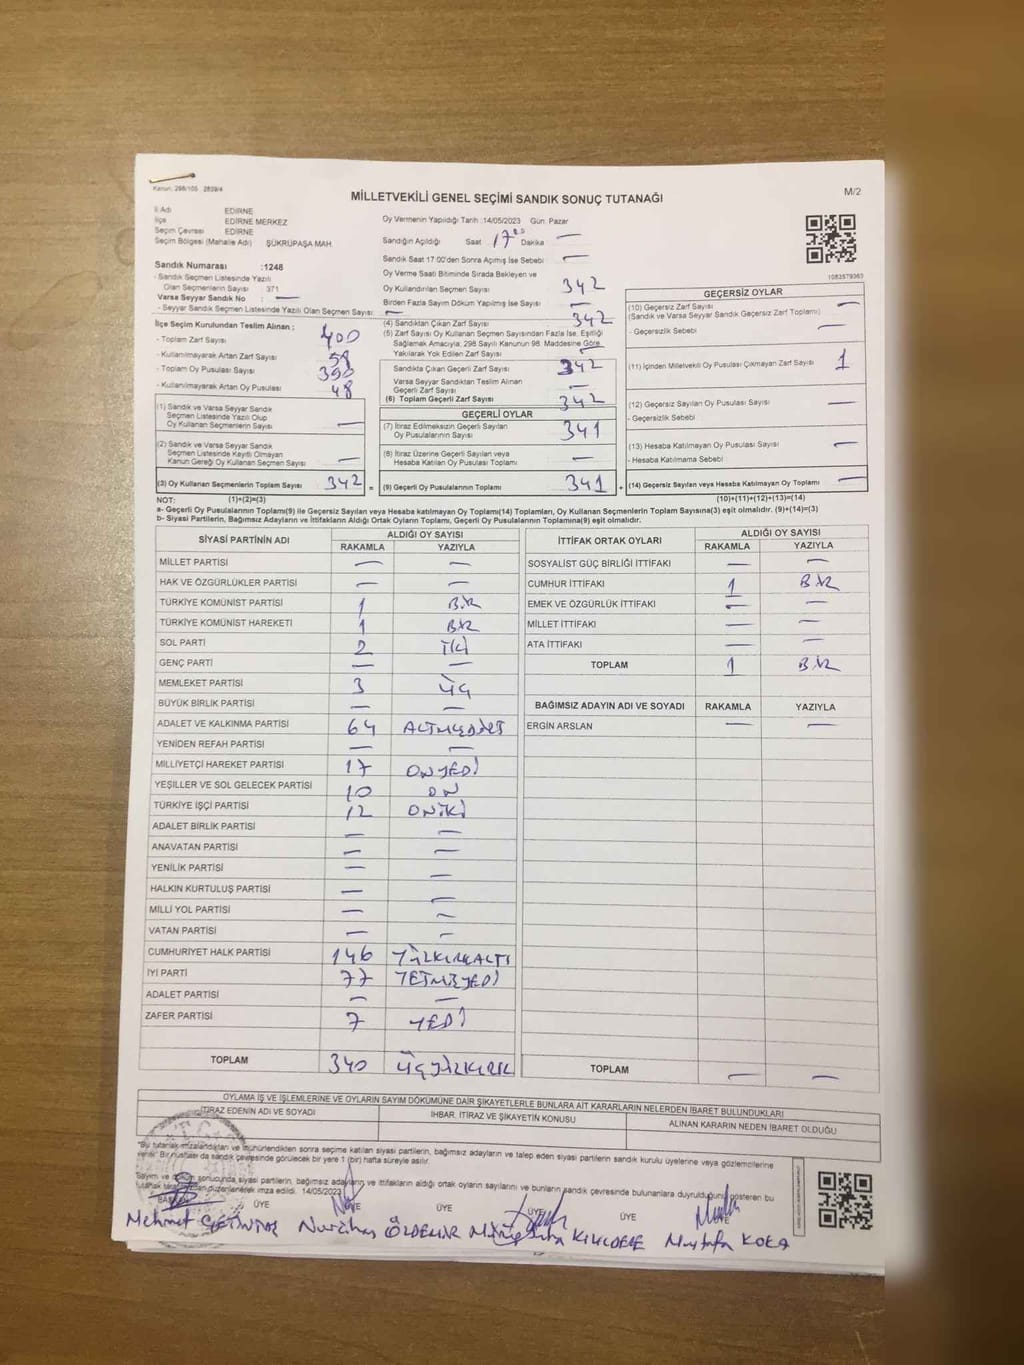 Kanun: 298/105 2839/4
MİLLETVEKİLİ GENEL SEÇİMİ SANDIK SONUÇ TUTANAĞI
M/2
İl Adı EDİRNE
İlçe EDİRNE MERKEZ
Seçim Çevresi EDİRNE
Seçim Bölgesi (Mahalle Adı) ŞÜKRÜPAŞA MAH.
Oy Vermenin Yapıldığı Tarih :14/05/2023 Gün: Pazar
Sandığın Açıldığı Saat 17 00 Dakika —
Sandık Saat 17:00'den Sonra Açılmış İse Sebebi —
Oy Verme Saati Bitiminde Sırada Bekleyen ve
Oy Kullandırılan Seçmen Sayısı: 342
Birden Fazla Sayım Döküm Yapılmış İse Sayısı —
1083579363
Sandık Numarası :1248
- Sandık Seçmen Listesinde Yazılı
Olan Seçmenlerin Sayısı 371
Varsa Seyyar Sandık No : —
- Seyyar Sandık Seçmen Listesinde Yazılı Olan Seçmen Sayısı: —
İlçe Seçim Kurulundan Teslim Alınan ;
- Toplam Zarf Sayısı 400
- Kullanılmayarak Artan Zarf Sayısı 58
- Toplam Oy Pusulası Sayısı 390
- Kullanılmayarak Artan Oy Pusulası 48
(1) Sandık ve Varsa Seyyar Sandık
Seçmen Listesinde Yazılı Olup
Oy Kullanan Seçmenlerin Sayısı —
(2) Sandık ve Varsa Seyyar Sandık
Seçmen Listesinde Kayıtlı Olmayan
Kanun Gereği Oy Kullanan Seçmen Sayısı —
(3) Oy Kullanan Seçmenlerin Toplam Sayısı 342 =
(4) Sandıktan Çıkan Zarf Sayısı 342
(5) Zarf Sayısı Oy Kullanan Seçmen Sayısından Fazla İse, Eşitliği
Sağlamak Amacıyla, 298 Sayılı Kanunun 98. Maddesine Göre
Yakılarak Yok Edilen Zarf Sayısı —
Sandıkta Çıkan Geçerli Zarf Sayısı 342
Varsa Seyyar Sandıktan Teslim Alınan
Geçerli Zarf Sayısı —
(6) Toplam Geçerli Zarf Sayısı 342
GEÇERLİ OYLAR
(7) İtiraz Edilmeksizin Geçerli Sayılan
Oy Pusulalarının Sayısı 341
(8) İtiraz Üzerine Geçerli Sayılan veya
Hesaba Katılan Oy Pusulası Toplamı —
(9) Geçerli Oy Pusulalarının Toplamı 341 +
GEÇERSİZ OYLAR
(10) Geçersiz Zarf Sayısı —
(Sandık ve Varsa Seyyar Sandık Geçersiz Zarf Toplamı)
- Geçersizlik Sebebi —
(11) İçinden Milletvekili Oy Pusulası Çıkmayan Zarf Sayısı 1
(12) Geçersiz Sayılan Oy Pusulası Sayısı —
- Geçersizlik Sebebi
(13) Hesaba Katılmayan Oy Pusulası Sayısı —
- Hesaba Katılmama Sebebi
(14) Geçersiz Sayılan veya Hesaba Katılmayan Oy Toplamı —
NOT: (1)+(2)=(3) (10)+(11)+(12)+(13)=(14)
a- Geçerli Oy Pusulalarının Toplamı(9) ile Geçersiz Sayılan veya Hesaba Katılmayan Oy Toplamı(14) Toplamları, Oy Kullanan Seçmenlerin Toplam Sayısına(3) eşit olmalıdır. (9)+(14)=(3)
b- Siyasi Partilerin, Bağımsız Adayların ve İttifakların Aldığı Ortak Oyların Toplamı, Geçerli Oy Pusulalarının Toplamına(9) eşit olmalıdır.
SİYASİ PARTİNİN ADI ALDIĞI OY SAYISI
RAKAMLA YAZIYLA
MİLLET PARTİSİ — —
HAK VE ÖZGÜRLÜKLER PARTİSİ — —
TÜRKİYE KOMÜNİST PARTİSİ 1 BİR
TÜRKİYE KOMÜNİST HAREKETİ 1 BİR
SOL PARTİ 2 İKİ
GENÇ PARTİ — —
MEMLEKET PARTİSİ 3 ÜÇ
BÜYÜK BİRLİK PARTİSİ — —
ADALET VE KALKINMA PARTİSİ 64 ALTMIŞDÖRT
YENİDEN REFAH PARTİSİ — —
MİLLİYETÇİ HAREKET PARTİSİ 17 ONYEDİ
YEŞİLLER VE SOL GELECEK PARTİSİ 10 ON
TÜRKİYE İŞÇİ PARTİSİ 12 ONİKİ
ADALET BİRLİK PARTİSİ — —
ANAVATAN PARTİSİ — —
YENİLİK PARTİSİ — —
HALKIN KURTULUŞ PARTİSİ — —
MİLLİ YOL PARTİSİ — —
VATAN PARTİSİ — —
CUMHURİYET HALK PARTİSİ 146 YÜZKIRKALTI
İYİ PARTİ 77 YETMİŞYEDİ
ADALET PARTİSİ — —
ZAFER PARTİSİ 7 YEDİ
TOPLAM 340 ÜÇYÜZKIRK
İTTİFAK ORTAK OYLARI ALDIĞI OY SAYISI
RAKAMLA YAZIYLA
SOSYALİST GÜÇ BİRLİĞİ İTTİFAKI — —
CUMHUR İTTİFAKI 1 BİR
EMEK VE ÖZGÜRLÜK İTTİFAKI — —
MİLLET İTTİFAKI — —
ATA İTTİFAKI — —
TOPLAM 1 BİR
BAĞIMSIZ ADAYIN ADI VE SOYADI RAKAMLA YAZIYLA
ERGİN ARSLAN — —
TOPLAM — —
OYLAMA İŞ VE İŞLEMLERİNE VE OYLARIN SAYIM DÖKÜMÜNE DAİR ŞİKAYETLERLE BUNLARA AİT KARARLARIN NELERDEN İBARET BULUNDUKLARI
İTİRAZ EDENİN ADI VE SOYADI İHBAR, İTİRAZ VE ŞİKAYETİN KONUSU ALINAN KARARIN NEDEN İBARET OLDUĞU
"Bu tutanak imzalandıktan ve mühürlendikten sonra seçime katılan siyasi partilerin, bağımsız adayların ve talep eden siyasi partilerin sandık kurulu üyelerine veya gözlemcilerine
verilir" Bir nüshası da sandık çevresinde görülecek bir yere 1 (bir) hafta süreyle asılır.
Sayım ve döküm sonucunda siyasi partilerin, bağımsız adayların ve ittifakların aldığı ortak oyların sayılarını ve bunların sandık çevresinde bulunanlara duyrulduğunu gösteren bu
tutanak düzenlenerek imza edildi. 14/05/2023
BAŞKAN ÜYE ÜYE ÜYE ÜYE ÜYE ÜYE
Mehmet Nurcihan ÖZDEMİR Mustafa KOCA